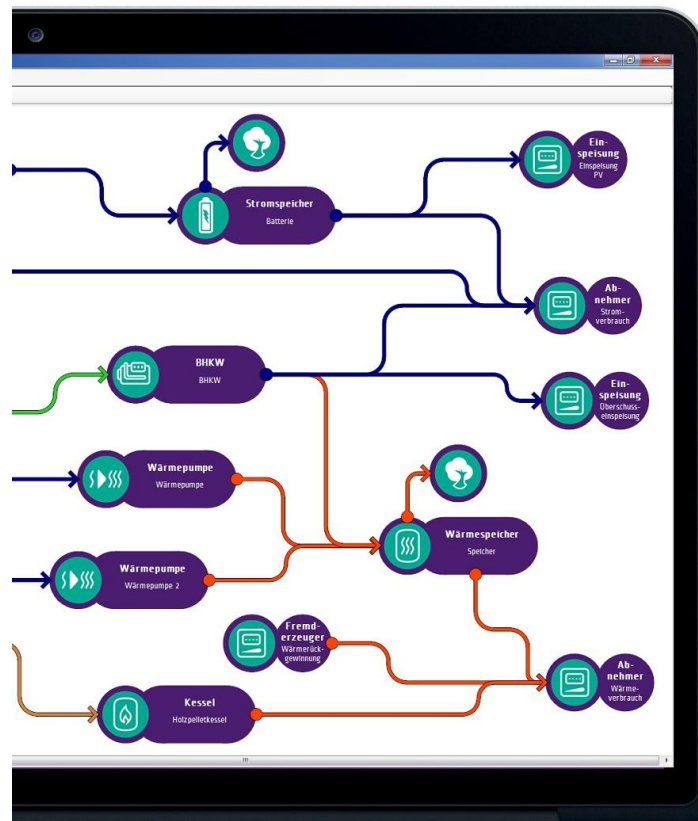 Ein-
speisung
Einspeisung
PV
Stromspeicher
Batterie
Ab-
nehmer
Strom-
verbrauch
BHKW
BHKW
Ein-
speisung
Überschuss-
einspeisung
Wärmepumpe
Wärmepumpe
Wärmespeicher
Speicher
Wärmepumpe
Wärmepumpe 2
Fremd-
erzeuger
Wärmerück-
gewinnung
Ab-
nehmer
Wärme-
verbrauch
Kessel
Holzpelletkessel